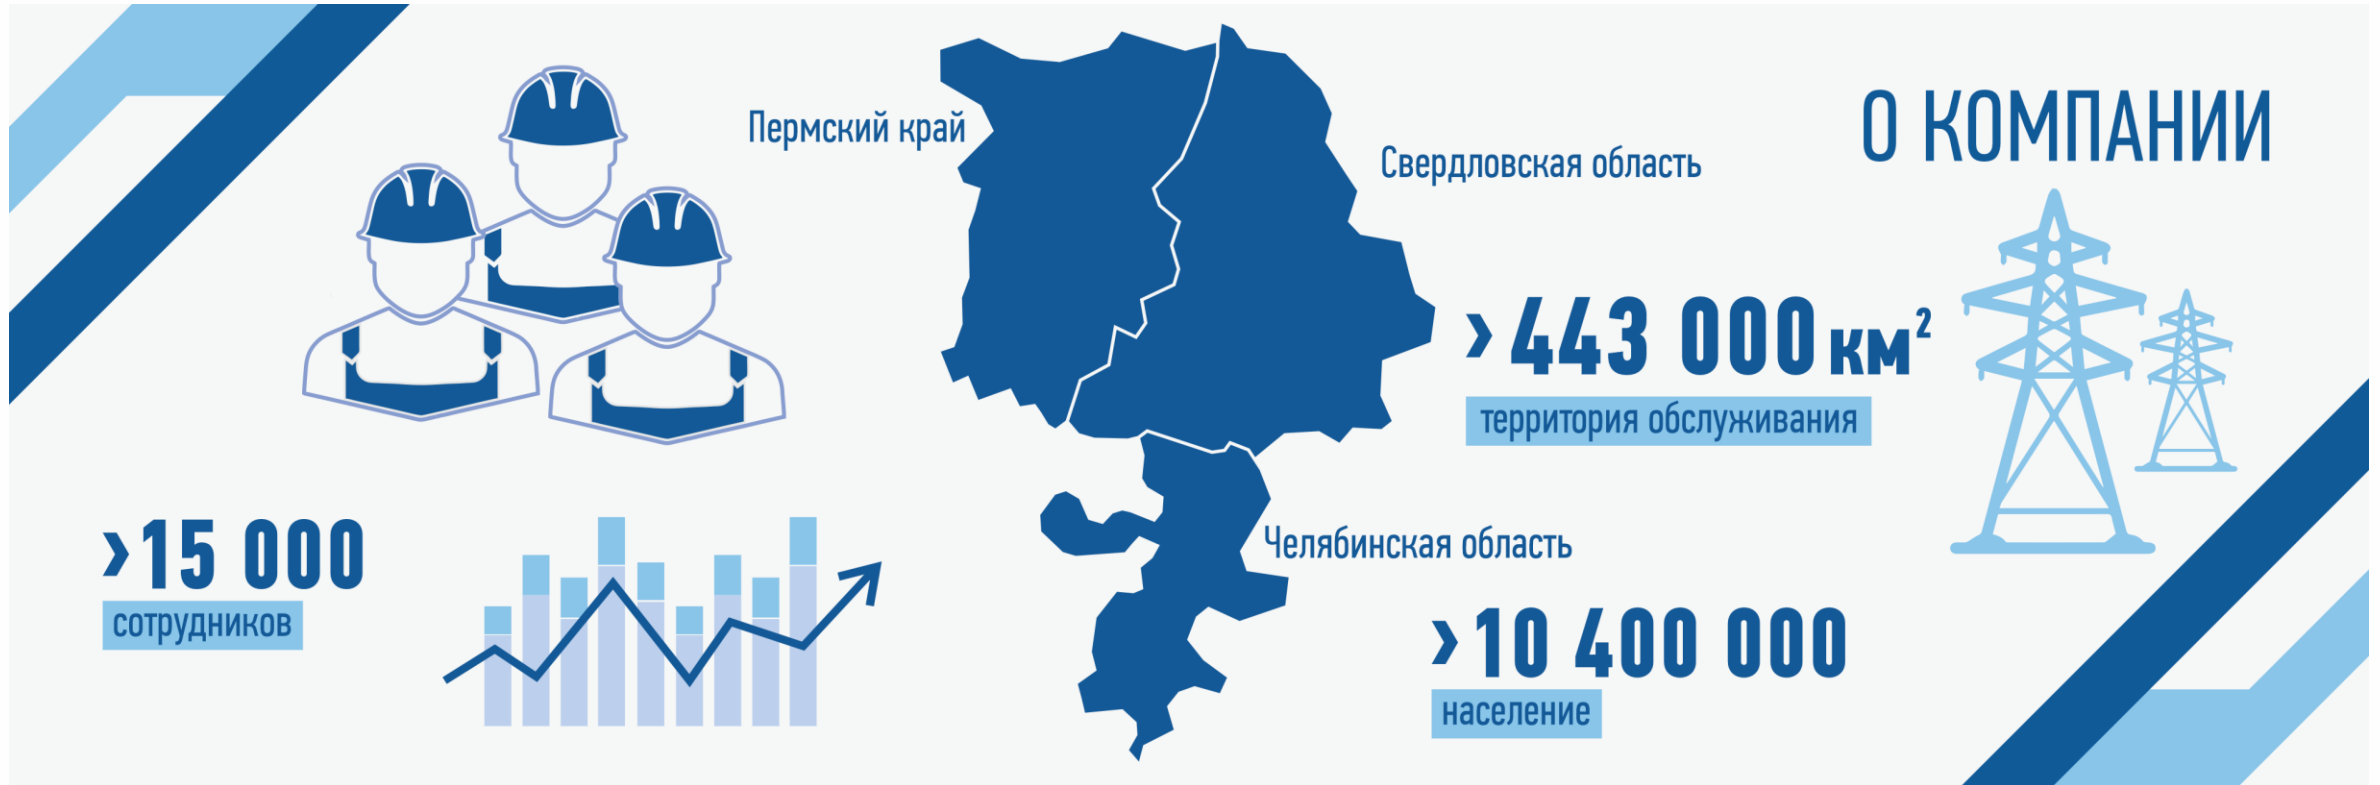 О КОМПАНИИ
Пермский край
Свердловская область
> 443 000 км²
территория обслуживания
> 15 000
сотрудников
Челябинская область
> 10 400 000
население